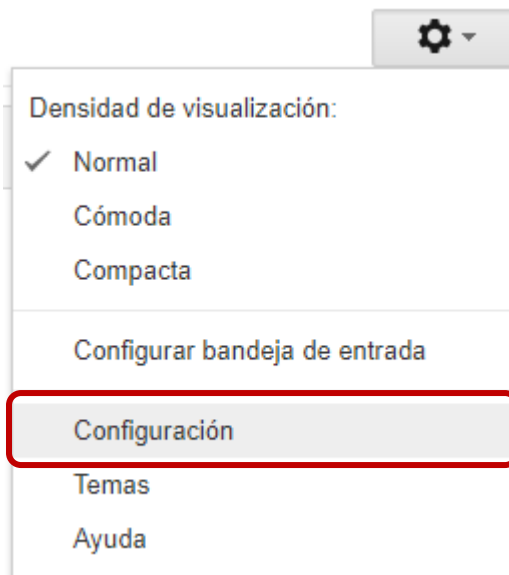 Densidad de visualización:
Normal
Cómoda
Compacta
Configurar bandeja de entrada
Configuración
Temas
Ayuda